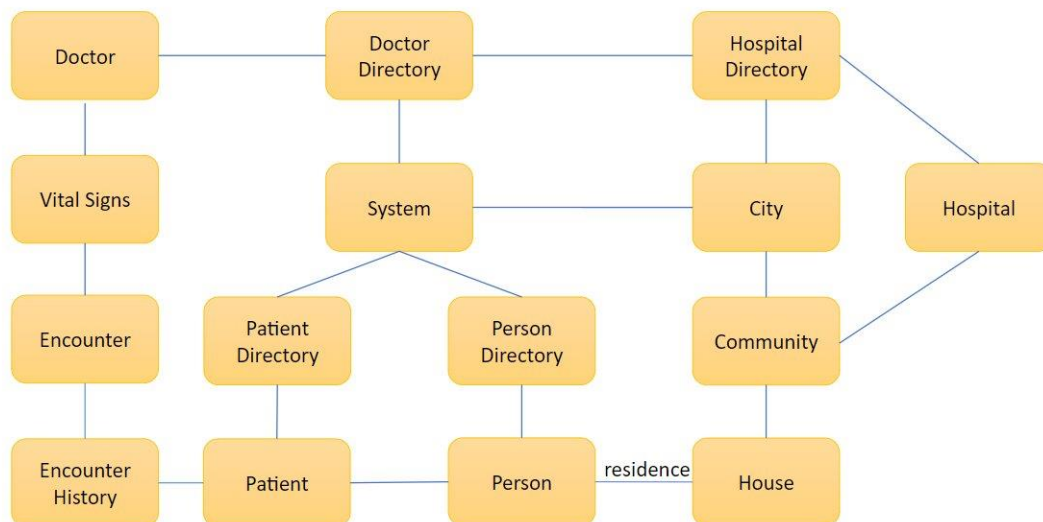 Doctor
Doctor
Directory
Hospital
Directory
Vital Signs
System
City
Hospital
Encounter
Patient
Directory
Person
Directory
Community
Encounter
History
Patient
Person
residence
House